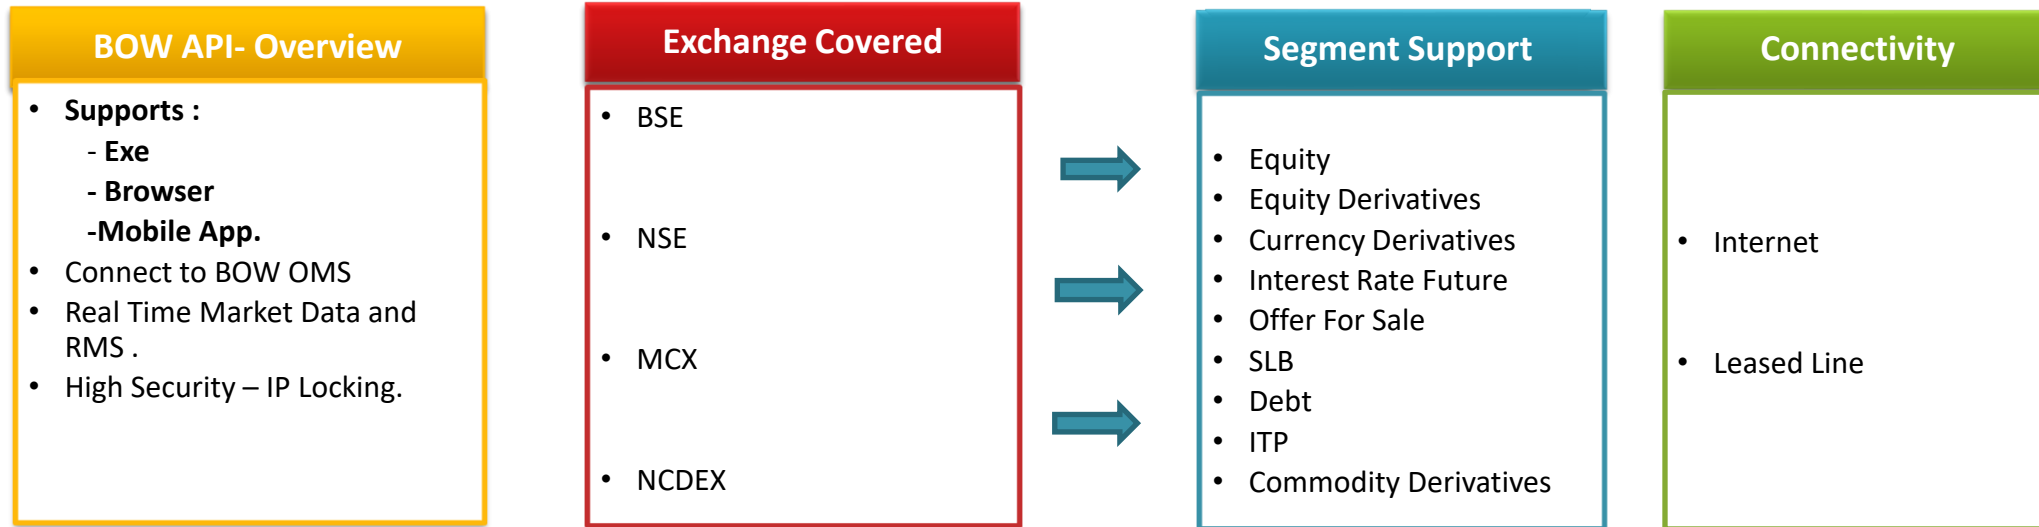 BOW API- Overview
• Supports :
- Exe
- Browser
-Mobile App.
• Connect to BOW OMS
• Real Time Market Data and
RMS .
• High Security – IP Locking.
Exchange Covered
• BSE
• NSE
• MCX
• NCDEX
Segment Support
• Equity
• Equity Derivatives
• Currency Derivatives
• Interest Rate Future
• Offer For Sale
• SLB
• Debt
• ITP
• Commodity Derivatives
Connectivity
• Internet
• Leased Line